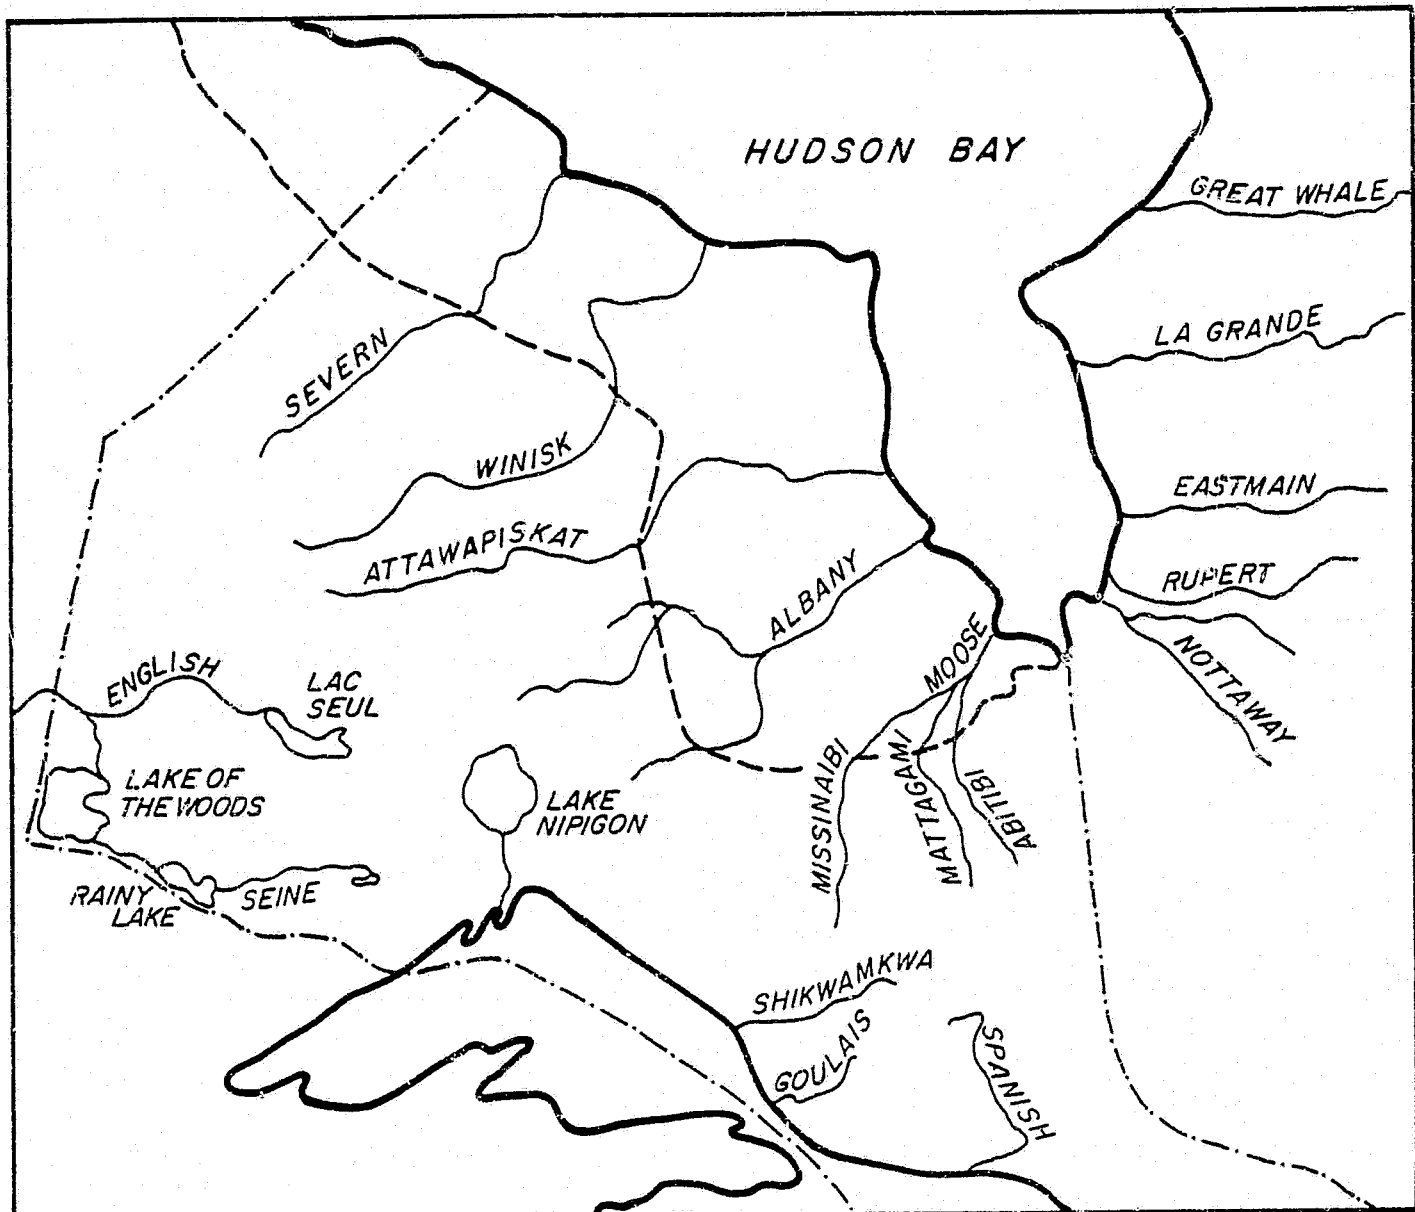 HUDSON BAY
GREAT WHALE
LA GRANDE
SEVERN
WINISK
EASTMAIN
ATTAWAPISKAT
ALBANY
RUPERT
MOOSE
NOTTAWAY
ENGLISH
LAC
SEUL
LAKE OF
THE WOODS
LAKE
NIPIGON
MISSINAIBI
MATTAGAMI
ABITIBI
RAINY
LAKE
SEINE
SHIKWAMKWA
GOULAIS
SPANISH